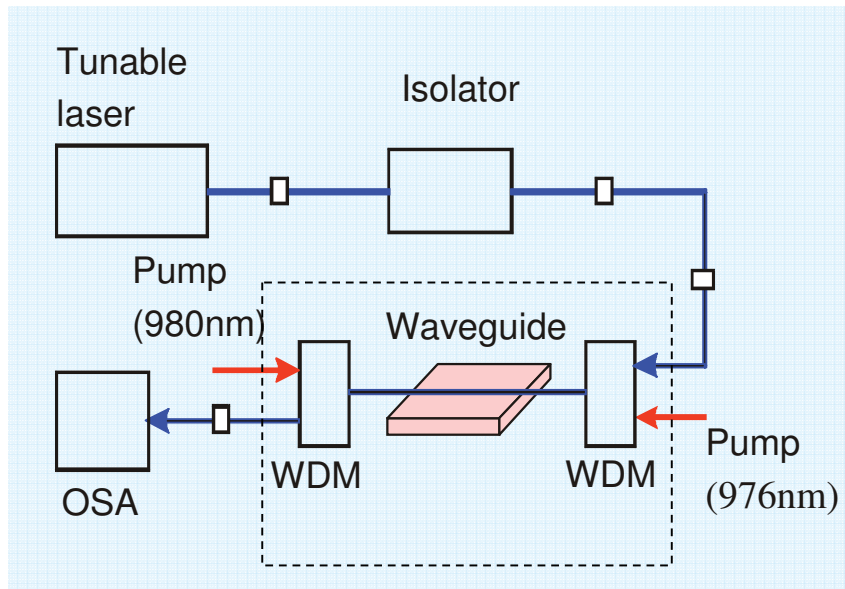 Tunable
laser
Isolator
Pump
(980nm)
Waveguide
WDM
WDM
OSA
Pump
(976nm)